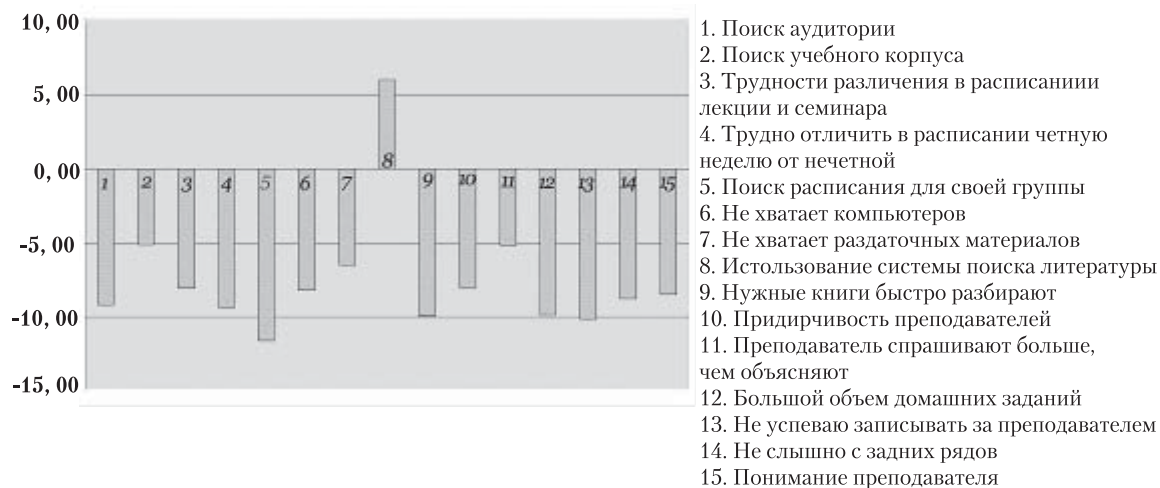 10, 00
5, 00
0, 00
-5, 00
-10, 00
-15, 00
1 2 3 4 5 6 7 8 9 10 11 12 13 14 15
1. Поиск аудитории
2. Поиск учебного корпуса
3. Трудности различения в расписаниии
лекции и семинара
4. Трудно отличить в расписании четную
неделю от нечетной
5. Поиск расписания для своей группы
6. Не хватает компьютеров
7. Не хватает раздаточных материалов
8. Истользование системы поиска литературы
9. Нужные книги быстро разбирают
10. Придирчивость преподавателей
11. Преподаватель спрашивают больше,
чем объясняют
12. Большой объем домашних заданий
13. Не успеваю записывать за преподавателем
14. Не слышно с задних рядов
15. Понимание преподавателя